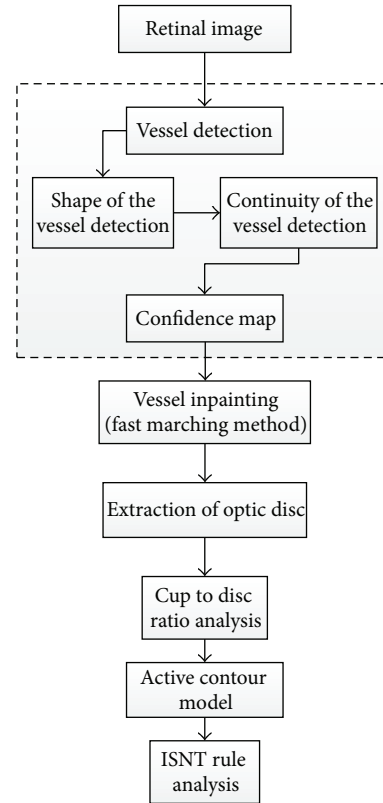 Retinal image
Vessel detection
Shape of the
vessel detection
Continuity of the
vessel detection
Confidence map
Vessel inpainting
(fast marching method)
Extraction of optic disc
Cup to disc
ratio analysis
Active contour
model
ISNT rule
analysis